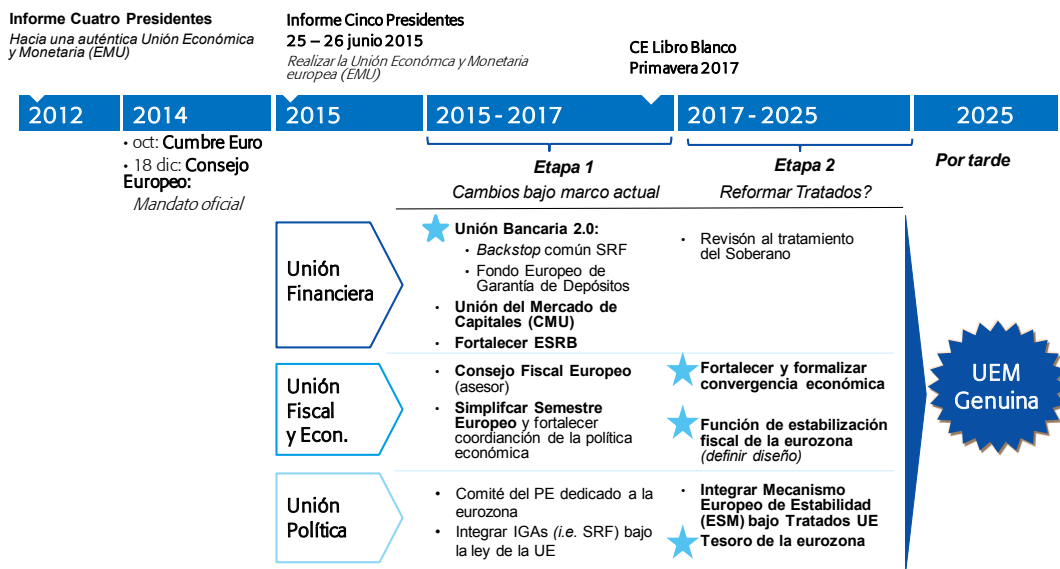 Informe Cuatro Presidentes
Hacia una auténtica Unión Económica
y Monetaria (EMU)
Informe Cinco Presidentes
25 – 26 junio 2015
Realizar la Unión Económca y Monetaria
europea (EMU)
CE Libro Blanco
Primavera 2017
2012
2014
2015
2015 - 2017
2017 - 2025
2025
• oct: Cumbre Euro
• 18 dic: Consejo
Europeo:
Mandato oficial
Etapa 1
Cambios bajo marco actual
Etapa 2
Reformar Tratados?
Por tarde
Unión
Financiera
• Unión Bancaria 2.0:
• Backstop común SRF
• Fondo Europeo de
Garantía de Depósitos
• Unión del Mercado de
Capitales (CMU)
• Fortalecer ESRB
• Revisón al tratamiento
del Soberano
Unión
Fiscal
y Econ.
• Consejo Fiscal Europeo
(asesor)
• Simplifcar Semestre
Europeo y fortalecer
coordiancón de la política
económica
• Fortalecer y formalizar
convergencia económica
• Función de estabilización
fiscal de la eurozona
(definir diseño)
Unión
Política
• Comité del PE dedicado a la
eurozona
• Integrar IGAs (i.e. SRF) bajo
la ley de la UE
• Integrar Mecanismo
Europeo de Estabilidad
(ESM) bajo Tratados UE
• Tesoro de la eurozona
UEM
Genuina